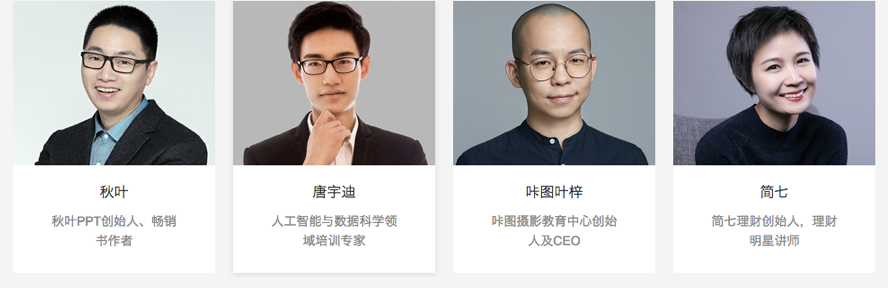 秋叶
秋叶PPT创始人、畅销
书作者
唐宇迪
人工智能与数据科学领
域培训专家
咔图叶梓
咔图摄影教育中心创始
人及CEO
简七
简七理财创始人，理财
明星讲师